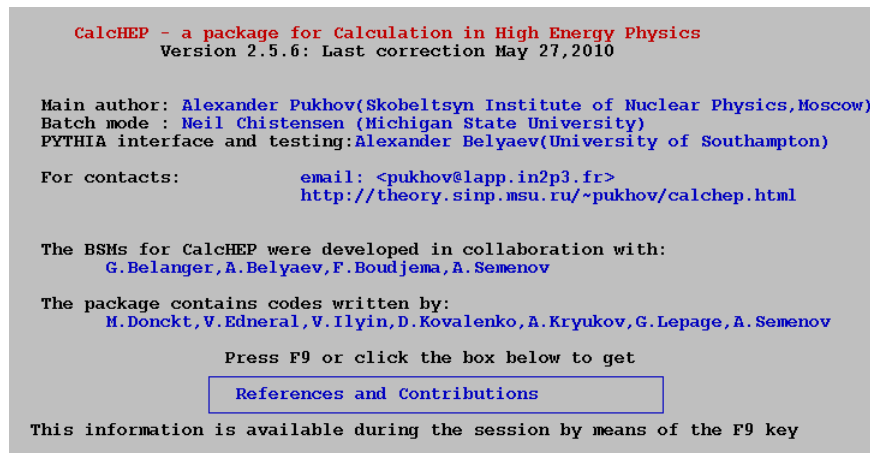 CalcHEP - a package for Calculation in High Energy Physics
Version 2.5.6: Last correction May 27,2010
Main author: Alexander Pukhov(Skobeltsyn Institute of Nuclear Physics,Moscow)
Batch mode : Neil Chistensen (Michigan State University)
PYTHIA interface and testing:Alexander Belyaev(University of Southampton)
For contacts: email: <pukhov@lapp.in2p3.fr>
http://theory.sinp.msu.ru/~pukhov/calchep.html
The BSMs for CalcHEP were developed in collaboration with:
G.Belanger,A.Belyaev,F.Boudjema,A.Semenov
The package contains codes written by:
M.Donckt,V.Edneral,V.Ilyin,D.Kovalenko,A.Kryukov,G.Lepage,A.Semenov
Press F9 or click the box below to get
References and Contributions
This information is available during the session by means of the F9 key